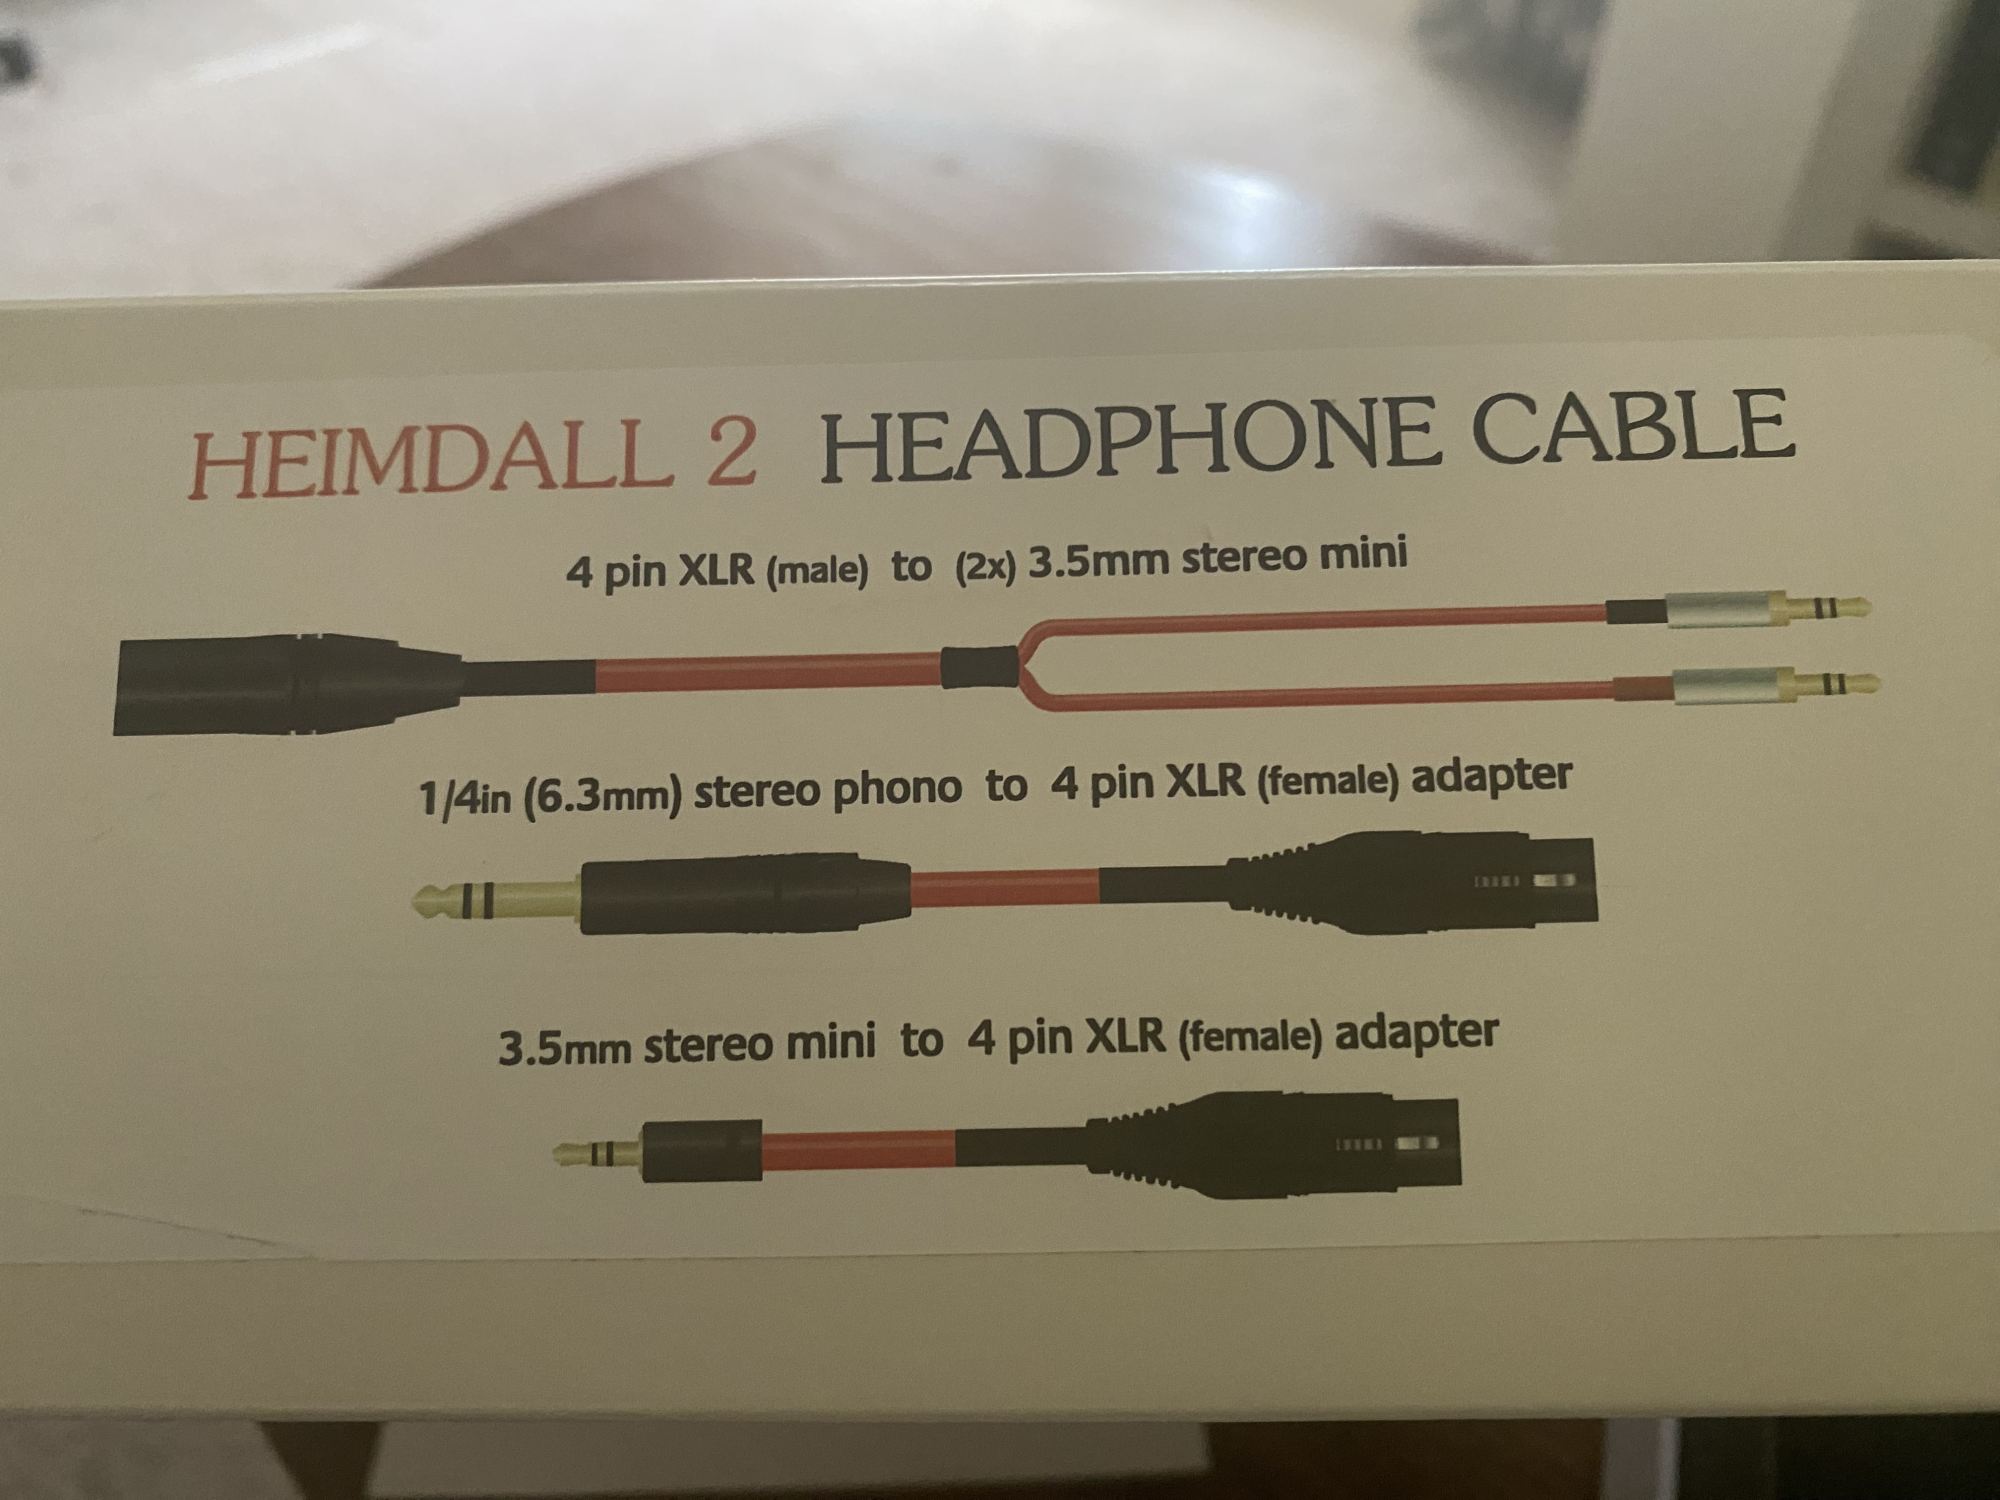 HEIMDALL 2 HEADPHONE CABLE
4 pin XLR (male) to (2x) 3.5mm stereo mini
1/4in (6.3mm) stereo phono to 4 pin XLR (female) adapter
3.5mm stereo mini to 4 pin XLR (female) adapter